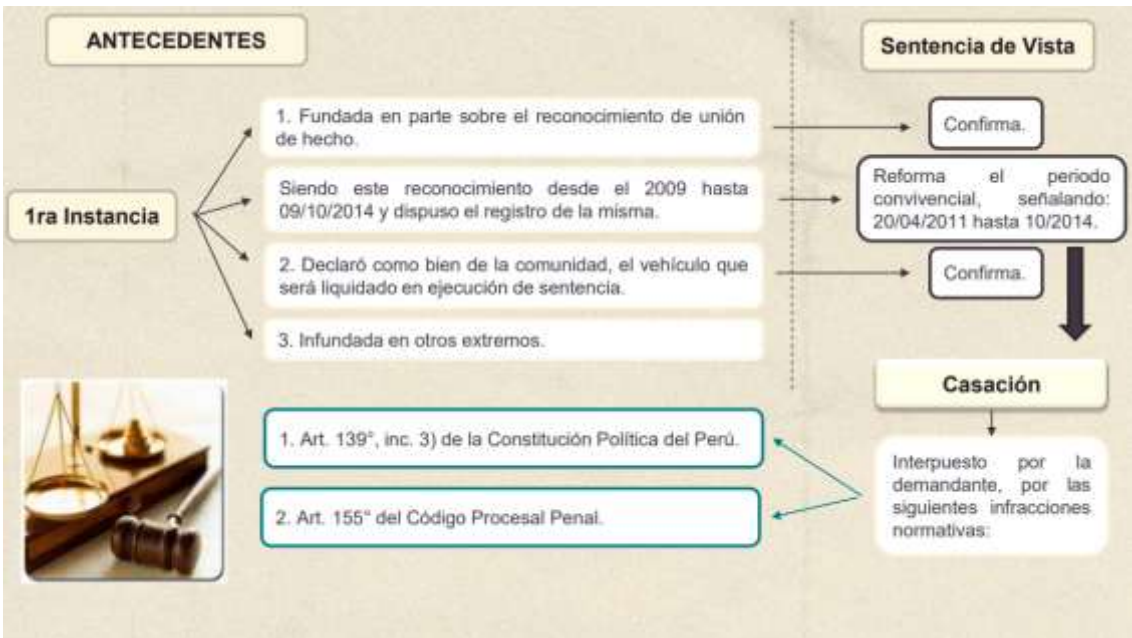 ANTECEDENTES
Sentencia de Vista
1. Fundada en parte sobre el reconocimiento de unión
de hecho.
Confirma.
1ra Instancia
Siendo este reconocimiento desde el 2009 hasta
09/10/2014 y dispuso el registro de la misma.
Reforma el periodo
convivencial, señalando:
20/04/2011 hasta 10/2014.
2. Declaró como bien de la comunidad, el vehículo que
será liquidado en ejecución de sentencia.
Confirma.
3. Infundada en otros extremos.
Casación
Interpuesto por la
demandante, por las
siguientes infracciones
normativas:
1. Art. 139°, inc. 3) de la Constitución Política del Perú.
2. Art. 155° del Código Procesal Penal.